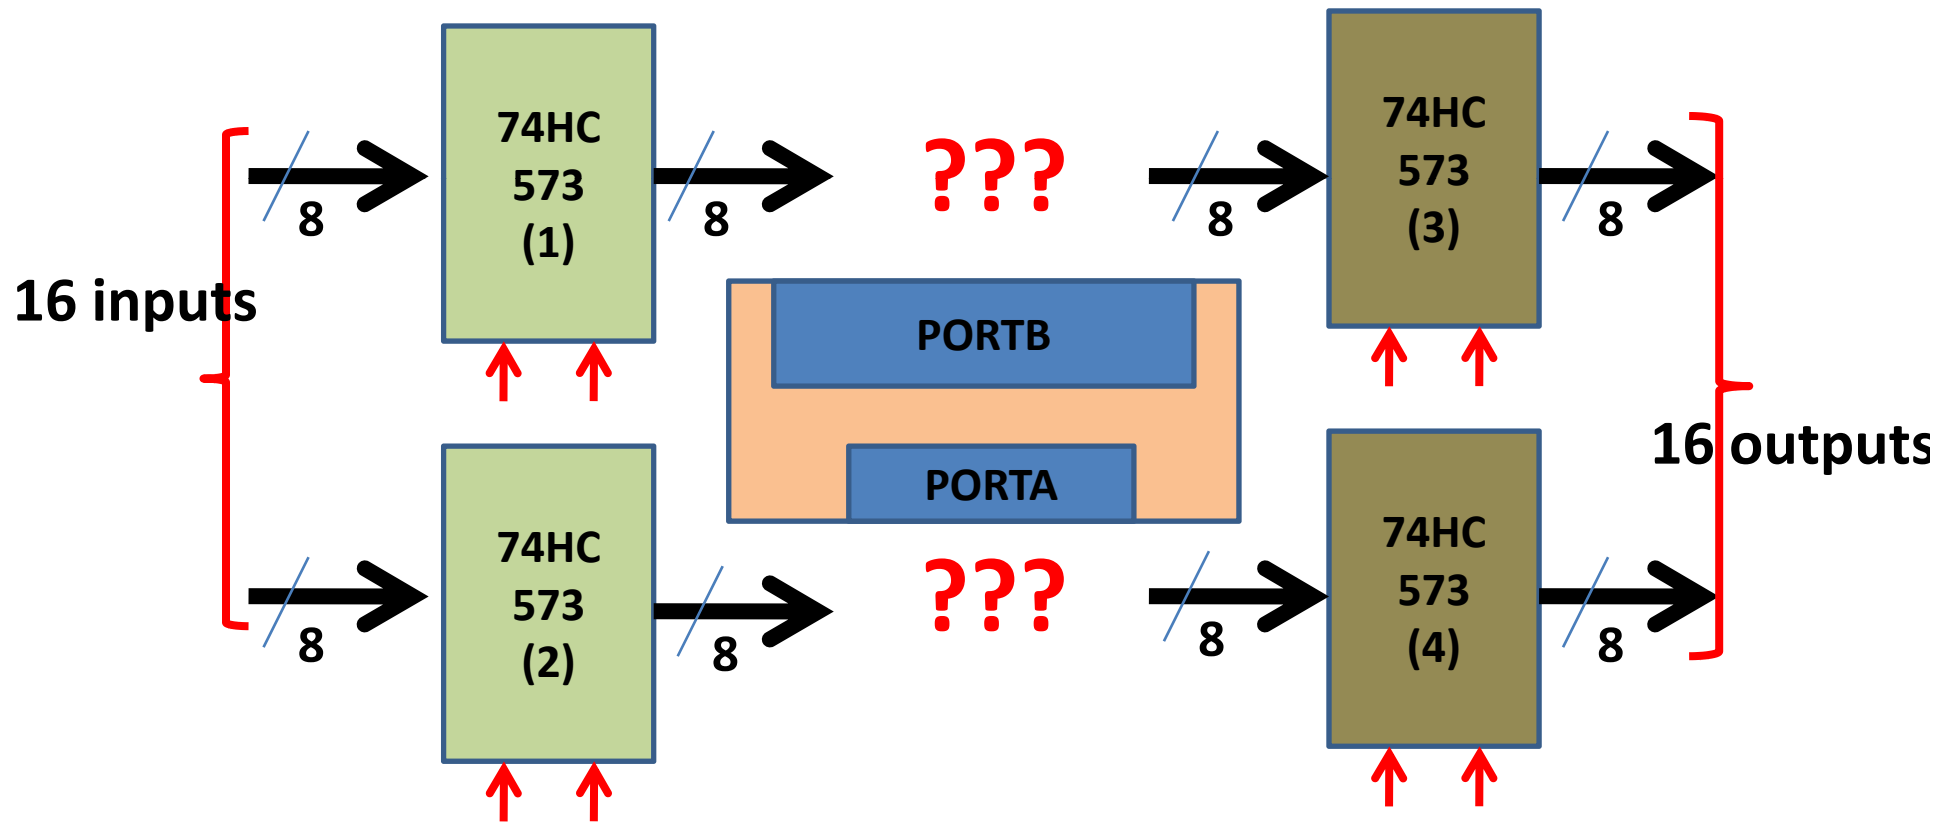 74HC
573
(1)
8
8
???
8
74HC
573
(3)
8
16 inputs
PORTB
PORTA
16 outputs
74HC
573
(2)
8
8
???
8
74HC
573
(4)
8